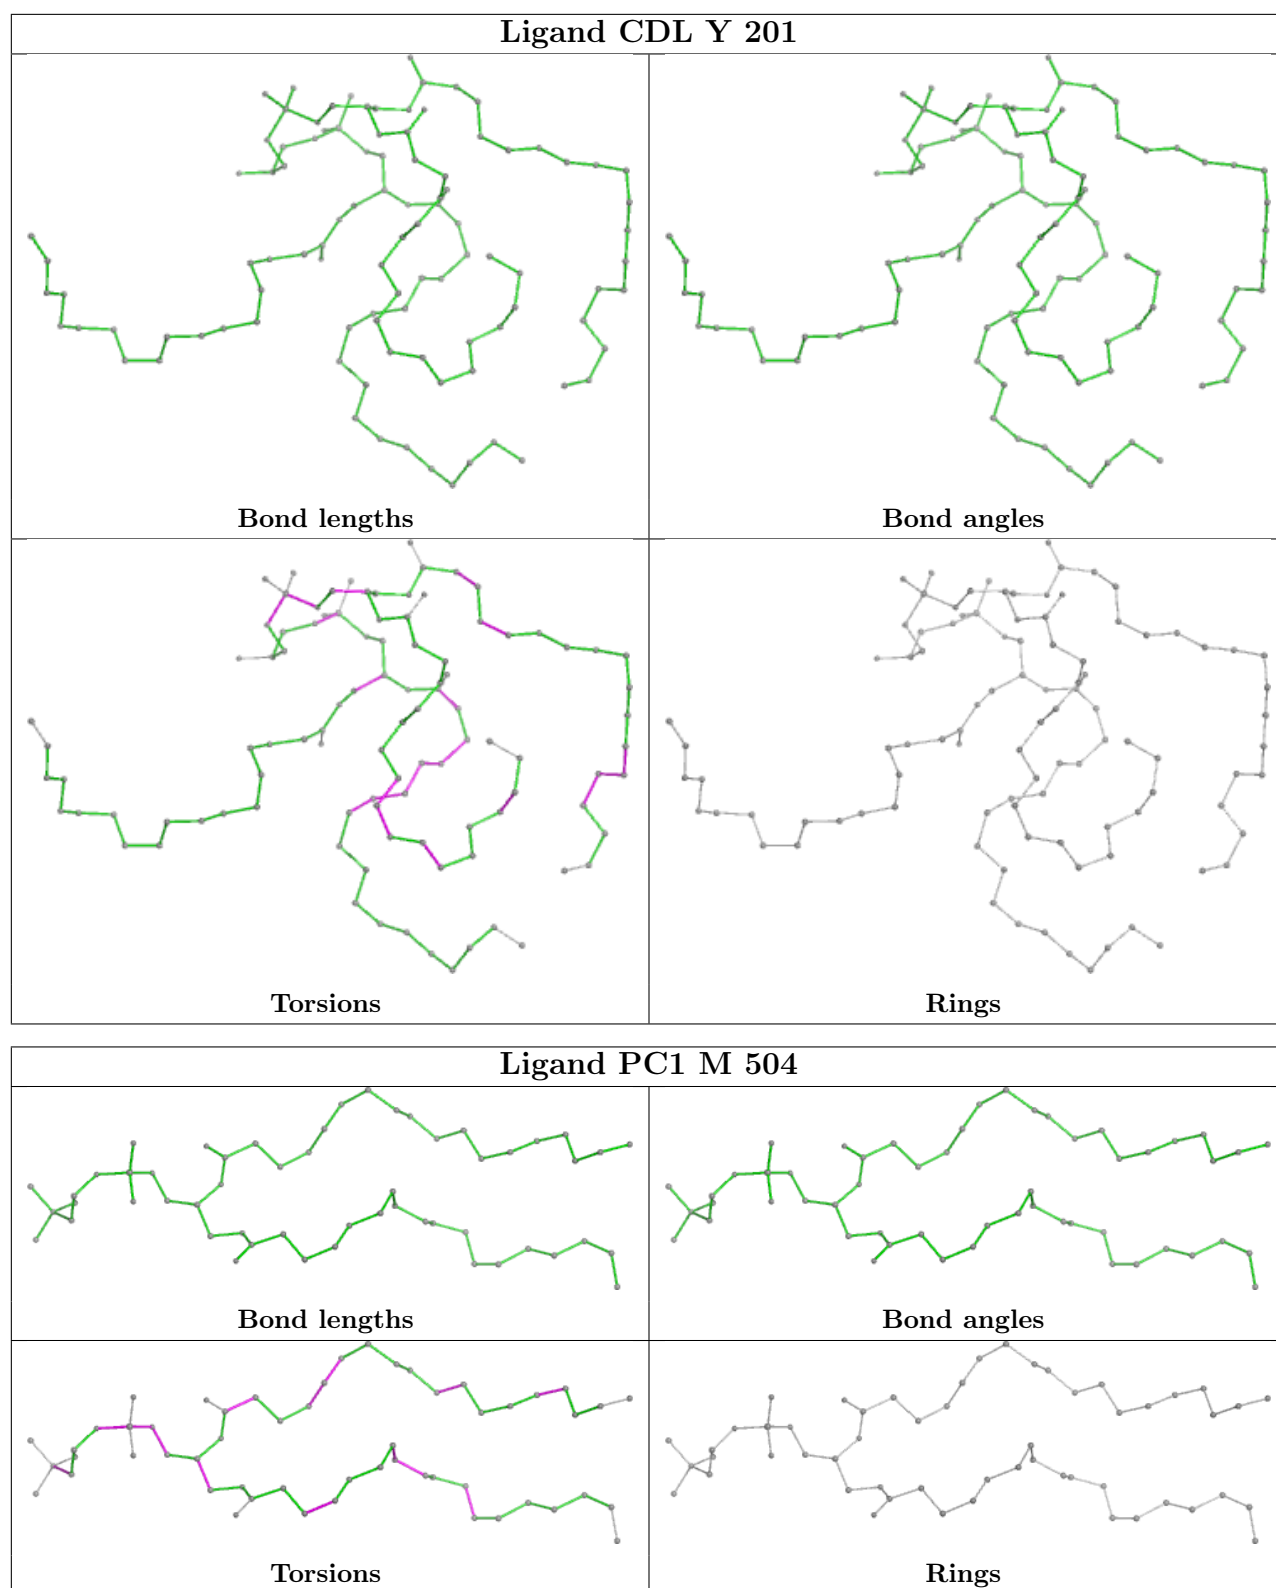 Ligand CDL Y 201
Bond lengths
Bond angles
Torsions
Rings
Ligand PC1 M 504
Bond lengths
Bond angles
Torsions
Rings